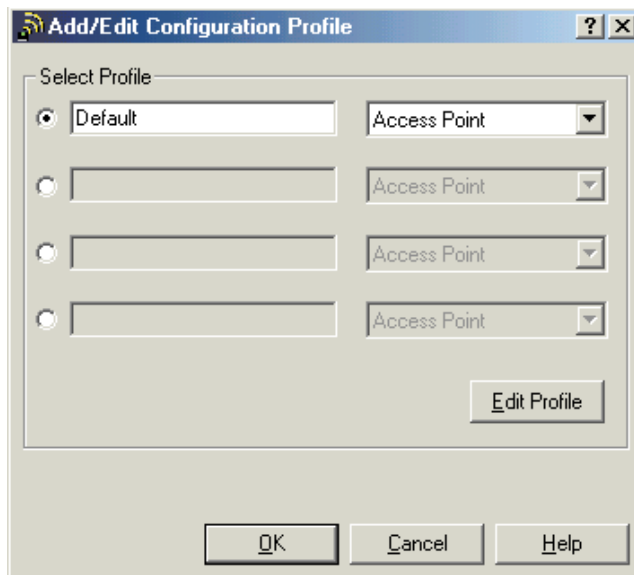 Add/Edit Configuration Profile
Select Profile
Default Access Point
Access Point
Access Point
Access Point
Edit Profile
OK Cancel Help